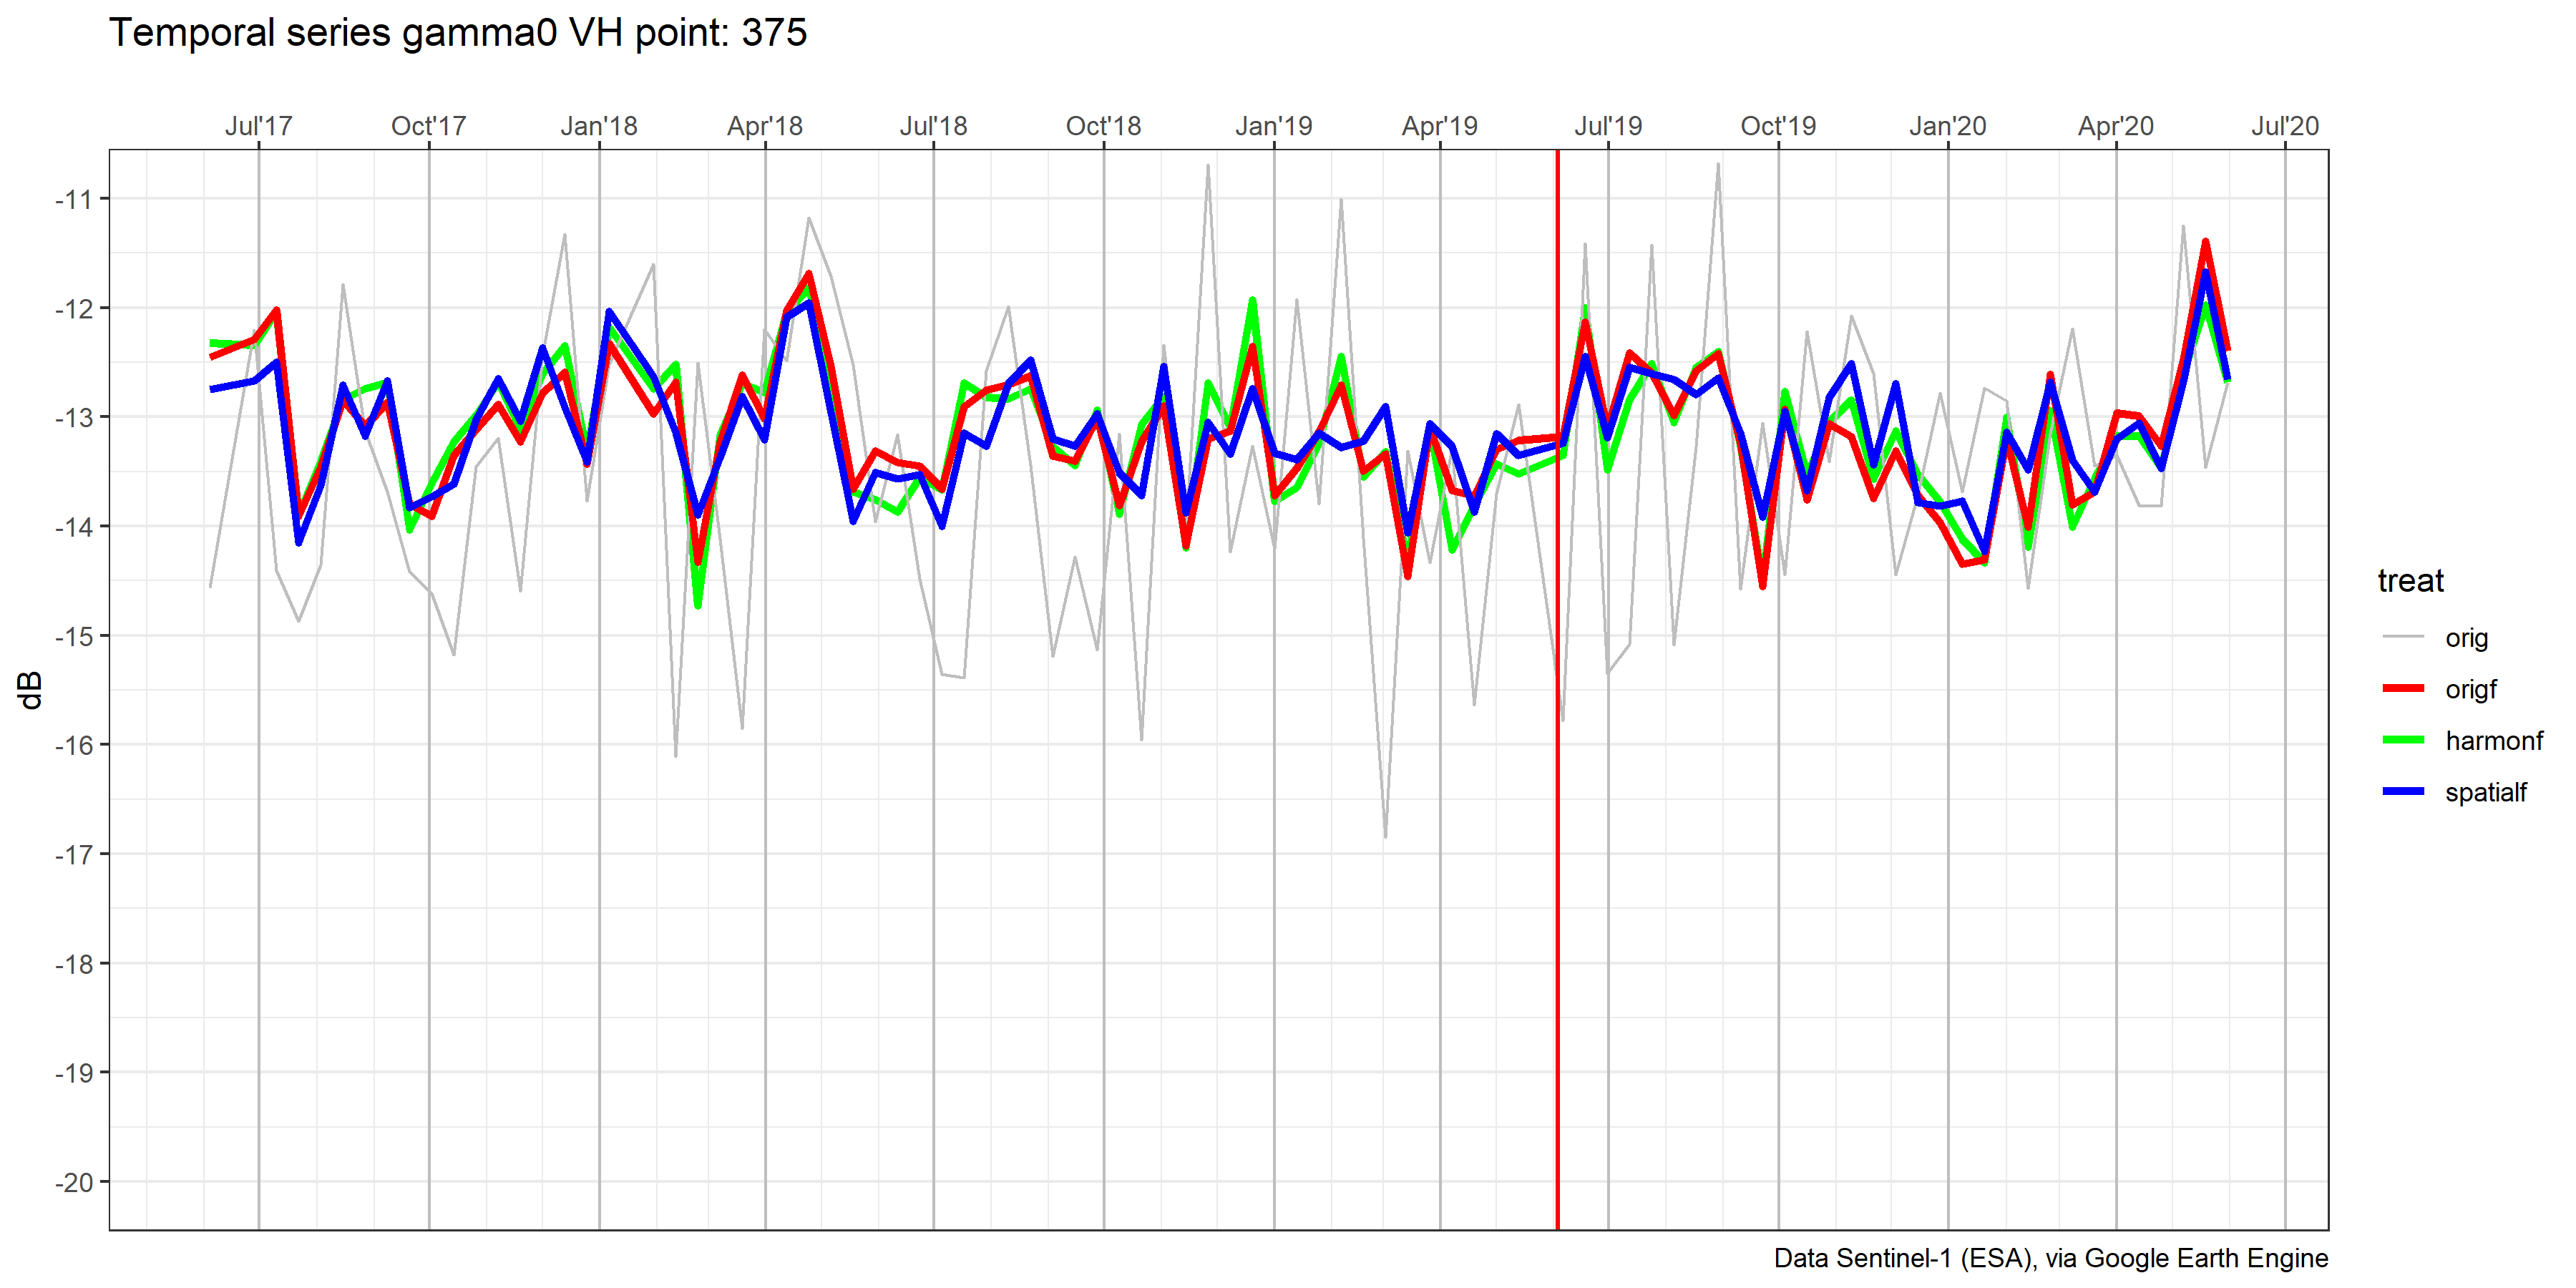 Temporal series gamma0 VH point: 375
Jul'17 Oct'17 Jan'18 Apr'18 Jul'18 Oct'18 Jan'19 Apr'19 Jul'19 Oct'19 Jan'20 Apr'20 Jul'20
-11
-12
-13
-14
-15
-16
-17
-18
-19
-20
dB
treat
orig
origf
harmonf
spatialf
Data Sentinel-1 (ESA), via Google Earth Engine